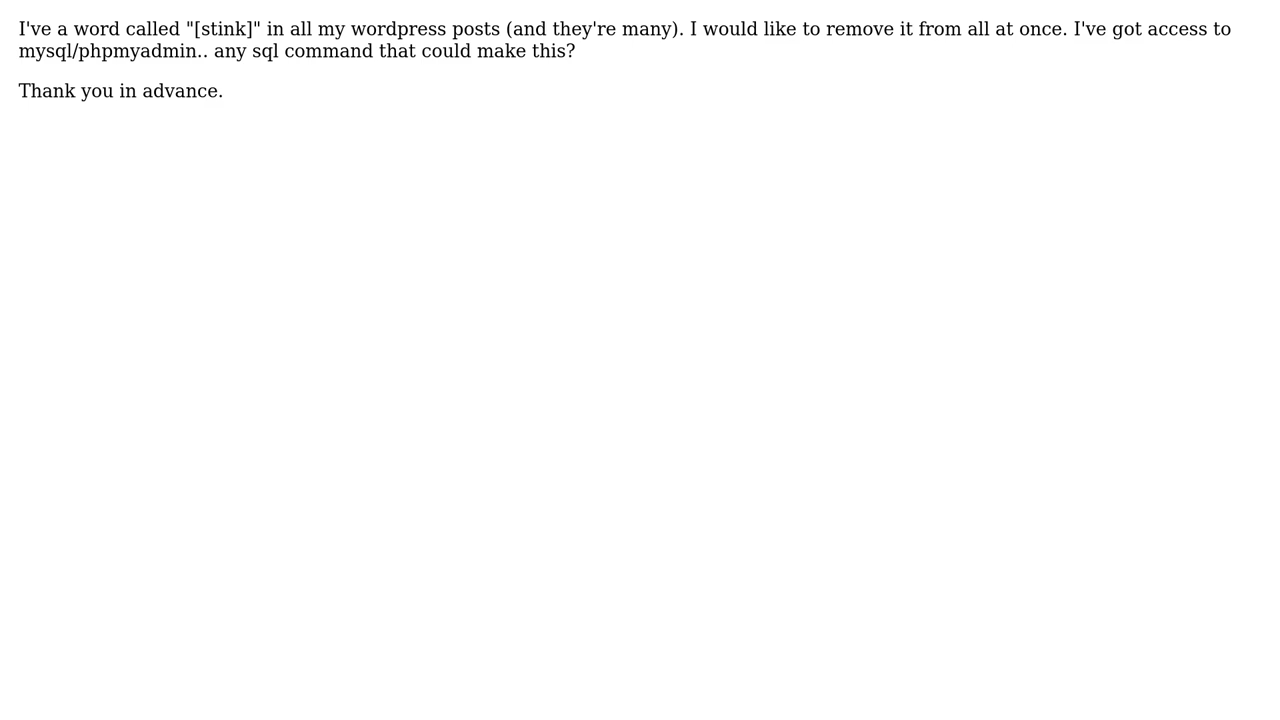 I've a word called "[stink]" in all my wordpress posts (and they're many). I would like to remove it from all at once. I've got access to
mysql/phpmyadmin.. any sql command that could make this?
Thank you in advance.